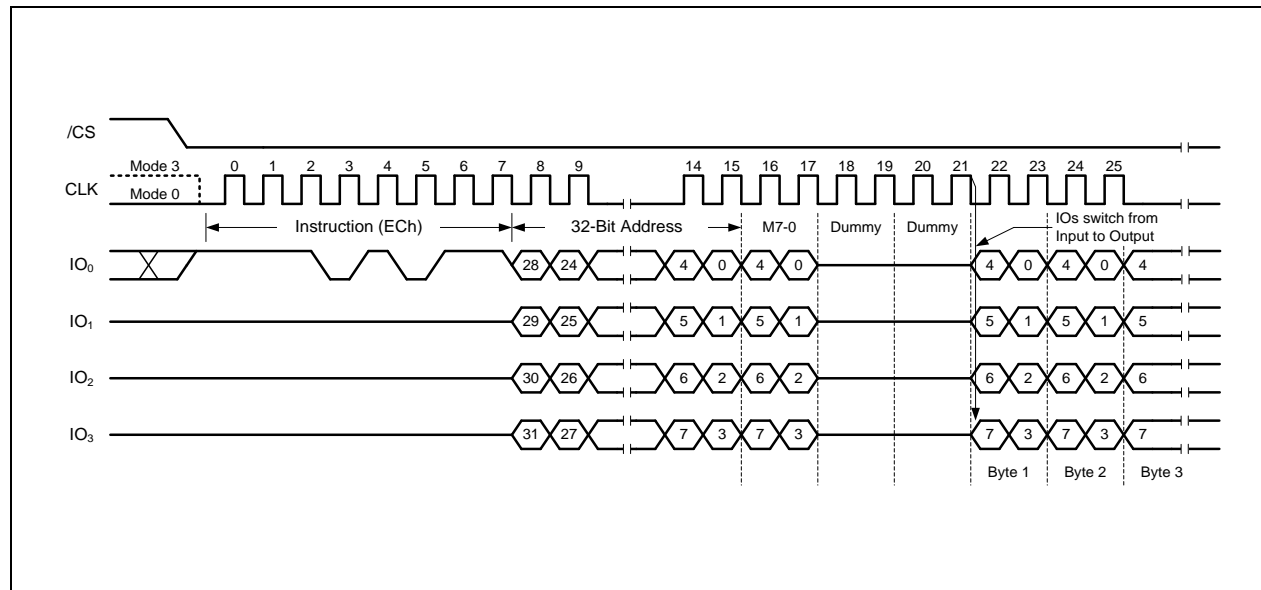 /CS
Mode 3 0 1 2 3 4 5 6 7 8 9 14 15 16 17 18 19 20 21 22 23 24 25
CLK
Mode 0
Instruction (ECh) 32-Bit Address M7-0 Dummy Dummy IOs switch from
Input to Output
IO0 28 24 4 0 4 0 4 0 4 0 4
IO1 29 25 5 1 5 1 5 1 5 1 5
IO2 30 26 6 2 6 2 6 2 6 2 6
IO3 31 27 7 3 7 3 7 3 7 3 7
Byte 1 Byte 2 Byte 3